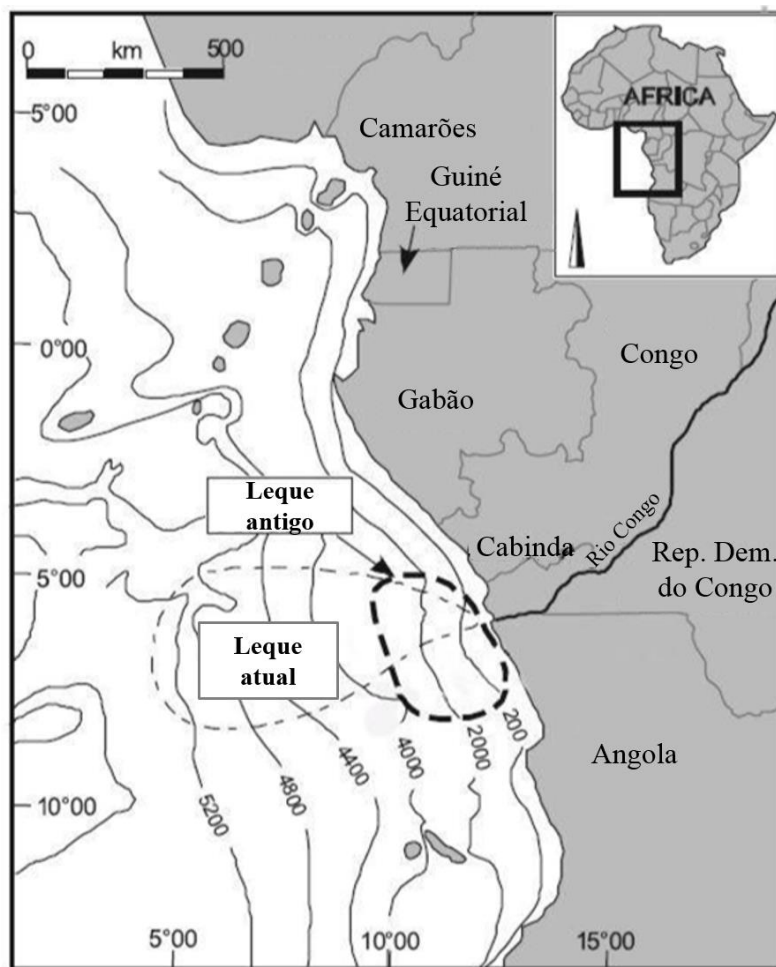 0 km 500
5°00
AFRICA
Camarões
Guiné
Equatorial
0°00
Congo
Gabão
Leque
antigo
Cabinda
Rio Congo
Rep. Dem.
do Congo
5°00
Leque
atual
200
2000
4000
4400
4800
5200
Angola
10°00
5°00 10°00 15°00